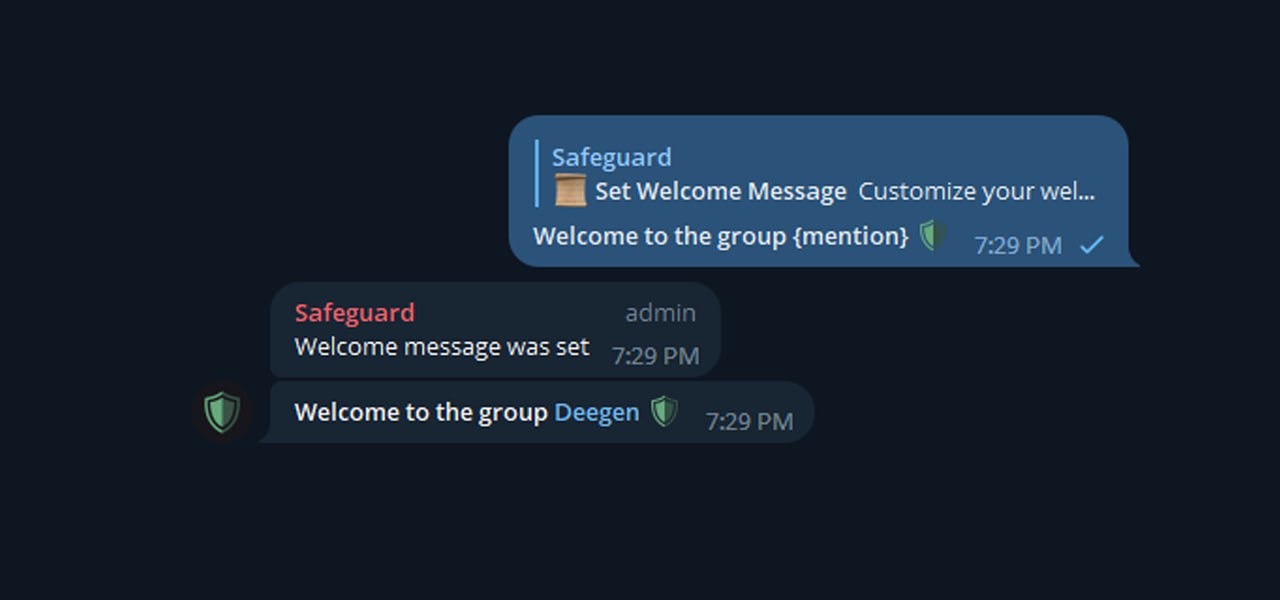 Safeguard
Set Welcome Message Customize your wel...
Welcome to the group {mention} 7:29 PM
Safeguard admin
Welcome message was set 7:29 PM
Welcome to the group Deegen 7:29 PM